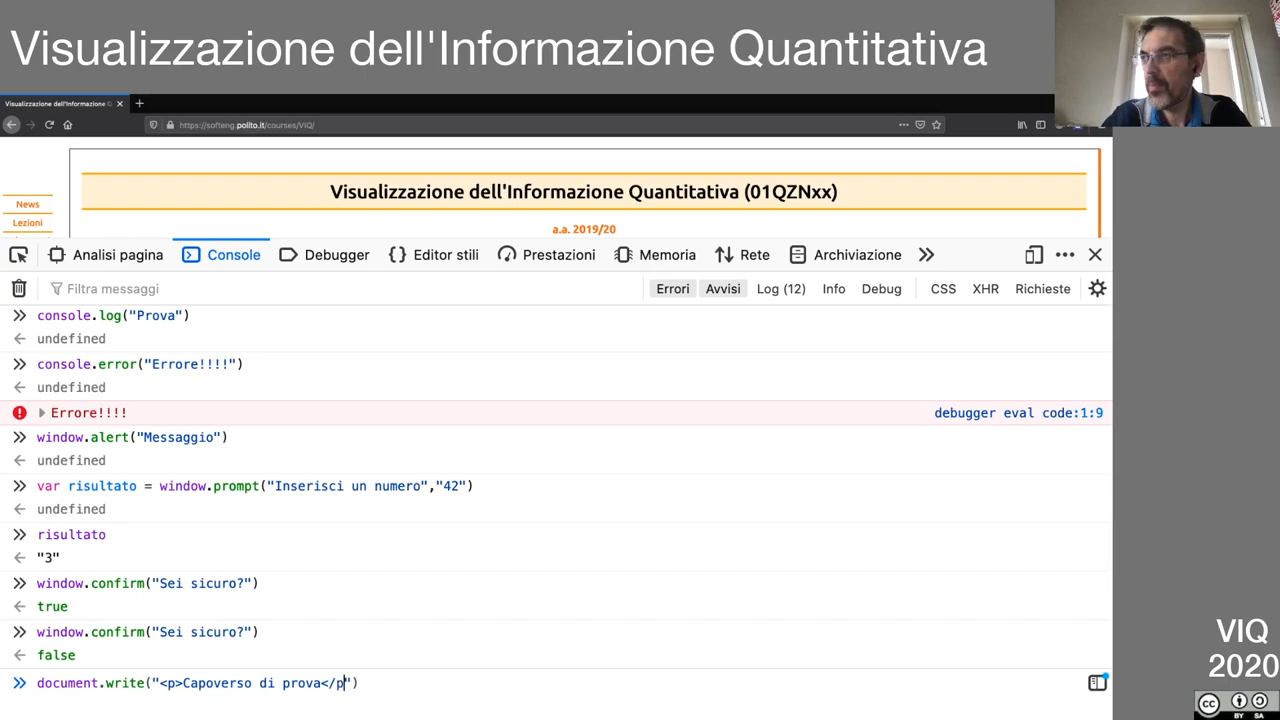 Visualizzazione dell'Informazione Quantitativa
Visualizzazione dell'Informazione Q
https://softeng.polito.it/courses/VIQ/
Visualizzazione dell'Informazione Quantitativa (01QZNxx)
News
Lezioni
a.a. 2019/20
Analisi pagina Console Debugger Editor stili Prestazioni Memoria Rete Archiviazione
Filtra messaggi Errori Avvisi Log (12) Info Debug CSS XHR Richieste
console.log("Prova")
undefined
console.error("Errore!!!!")
undefined
Errore!!!! debugger eval code:1:9
window.alert("Messaggio")
undefined
var risultato = window.prompt("Inserisci un numero","42")
undefined
risultato
"3"
window.confirm("Sei sicuro?")
true
window.confirm("Sei sicuro?")
false
document.write("<p>Capoverso di prova</p")
VIQ
2020
cc
BY SA